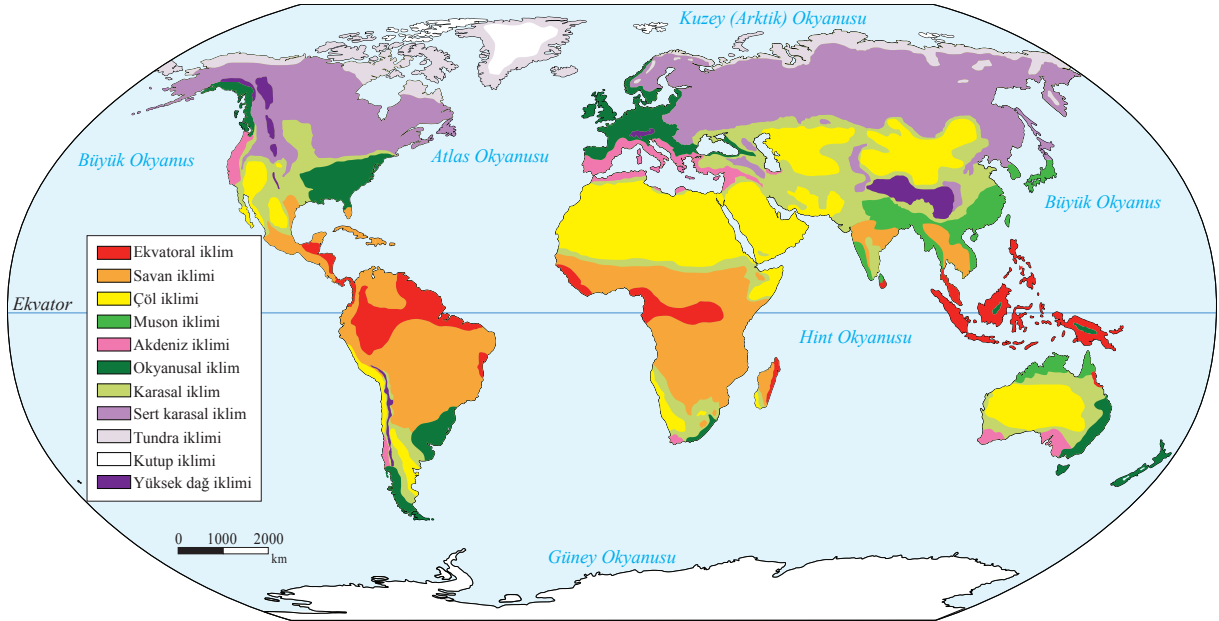 Kuzey (Arktik) Okyanusu
Büyük Okyanus
Atlas Okyanusu
Büyük Okyanus
Ekvator
Hint Okyanusu
Ekvatoral iklim
Savan iklimi
Çöl iklimi
Muson iklimi
Akdeniz iklimi
Okyanusal iklim
Karasal iklim
Sert karasal iklim
Tundra iklimi
Kutup iklimi
Yüksek dağ iklimi
0 1000 2000
km
Güney Okyanusu